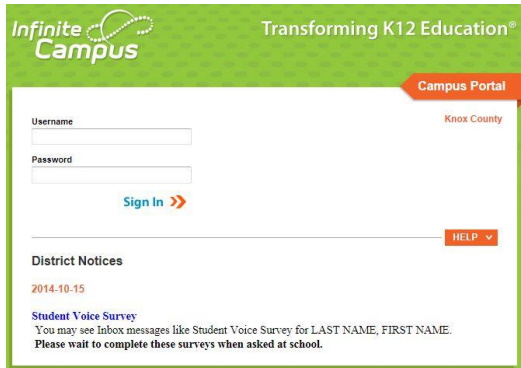 Infinite
Campus
Transforming K12 Education®
Campus Portal
Knox County
Username
Password
Sign In
HELP
District Notices
2014-10-15
Student Voice Survey
You may see Inbox messages like Student Voice Survey for LAST NAME, FIRST NAME.
Please wait to complete these surveys when asked at school.